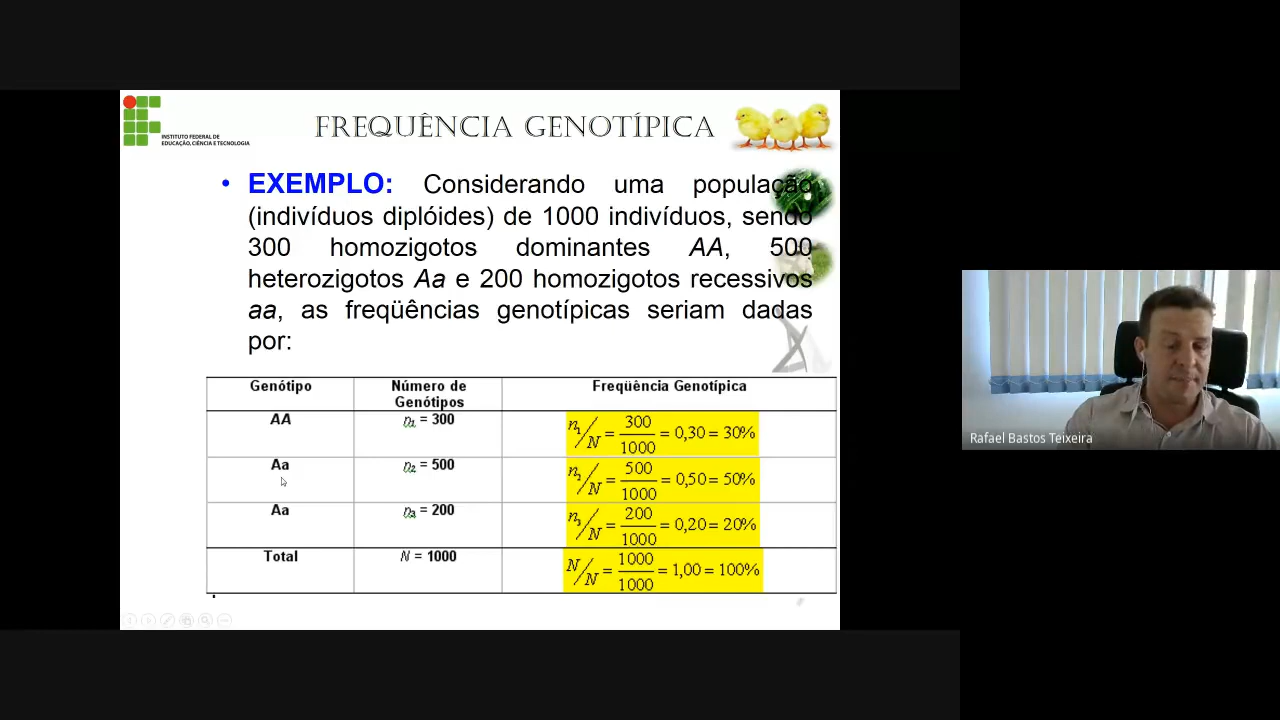 INSTITUTO FEDERAL DE
EDUCAÇÃO, CIÊNCIA E TECNOLOGIA
FREQUÊNCIA GENOTÍPICA
• EXEMPLO: Considerando uma população
(indivíduos diplóides) de 1000 indivíduos, sendo
300 homozigotos dominantes AA, 500
heterozigotos Aa e 200 homozigotos recessivos
aa, as freqüências genotípicas seriam dadas
por:
Genótipo Número de Genótipos Freqüência Genotípica
AA n₁ = 300 n₁/N = 300/1000 = 0,30 = 30%
Aa n₂ = 500 n₂/N = 500/1000 = 0,50 = 50%
Aa n₃ = 200 n₃/N = 200/1000 = 0,20 = 20%
Total N = 1000 N/N = 1000/1000 = 1,00 = 100%
.
Rafael Bastos Teixeira